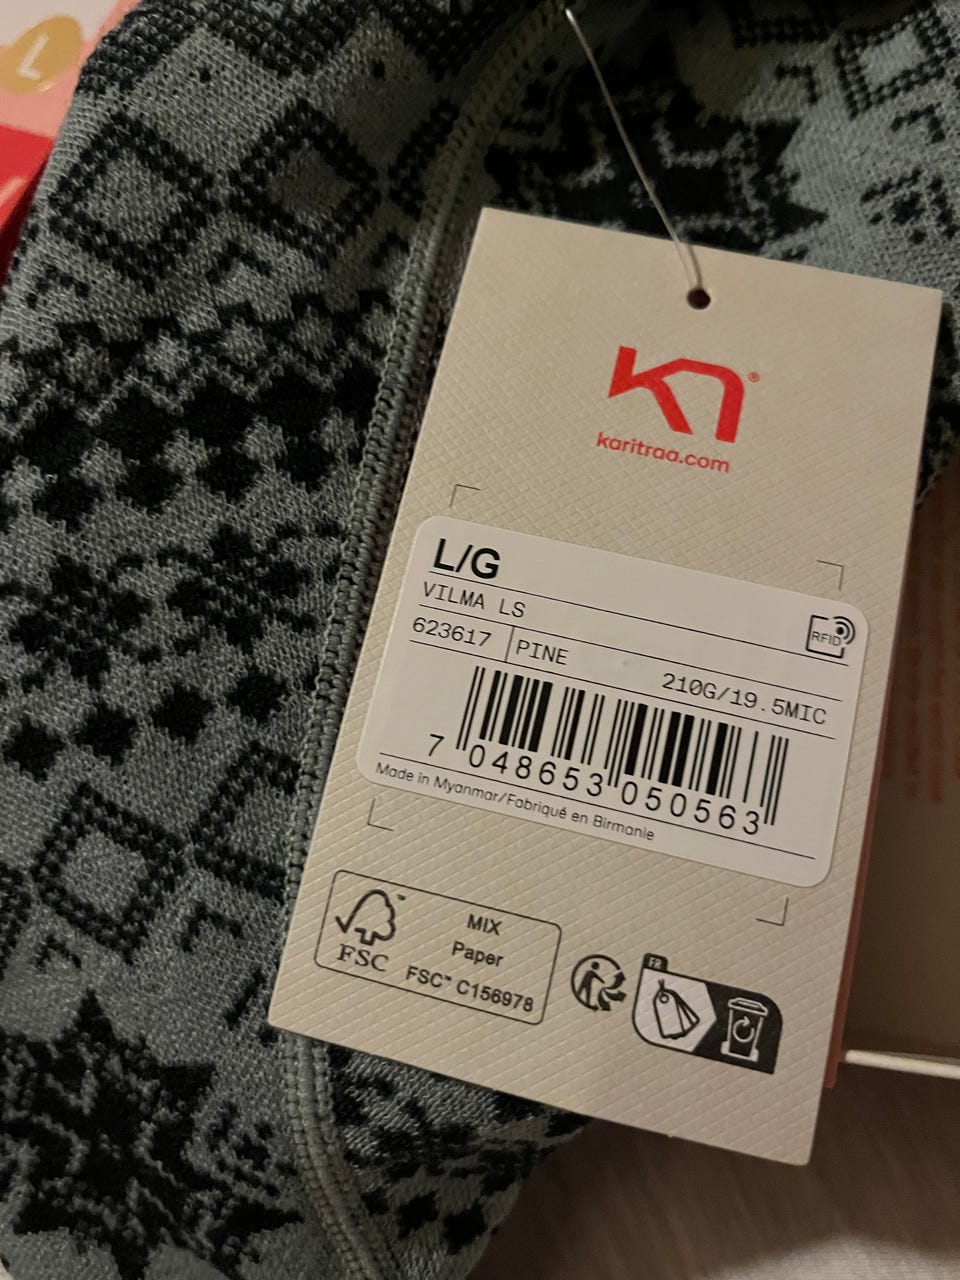 L
®
karitraa.com
L/G
VILMA LS
RFID
623617 PINE
210G/19.5MIC
7 048653 050563
Made in Myanmar/Fabriqué en Birmanie
FSC™
MIX
Paper
FSC™ C156978
FR